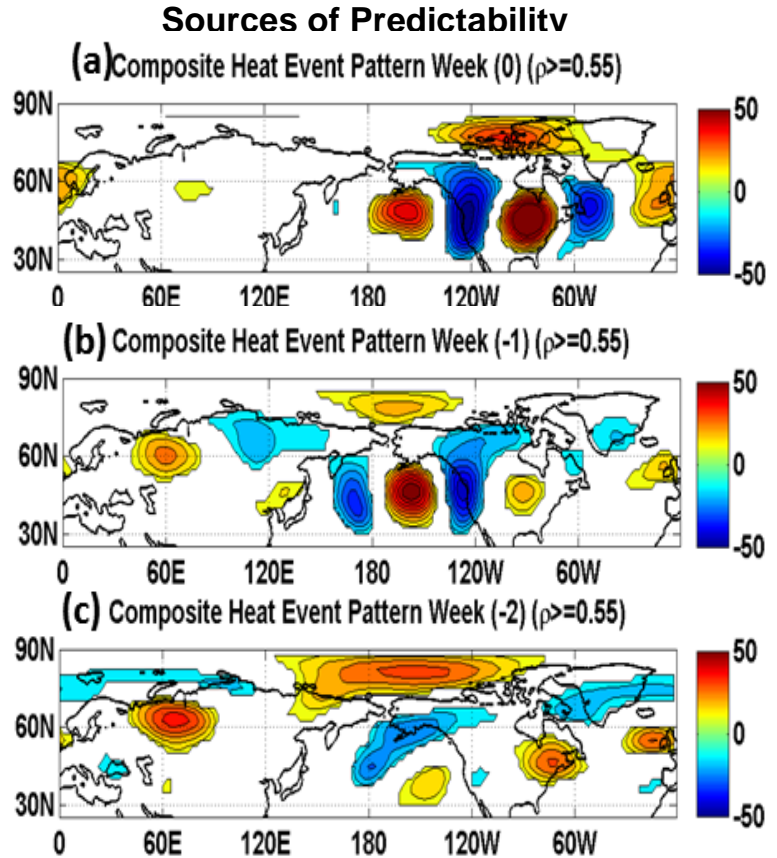 Sources of Predictability
(a) Composite Heat Event Pattern Week (0) (ρ>=0.55)
90N
60N
30N
0 60E 120E 180 120W 60W
50
0
-50
(b) Composite Heat Event Pattern Week (-1) (ρ>=0.55)
90N
60N
30N
0 60E 120E 180 120W 60W
50
0
-50
(c) Composite Heat Event Pattern Week (-2) (ρ>=0.55)
90N
60N
30N
0 60E 120E 180 120W 60W
50
0
-50